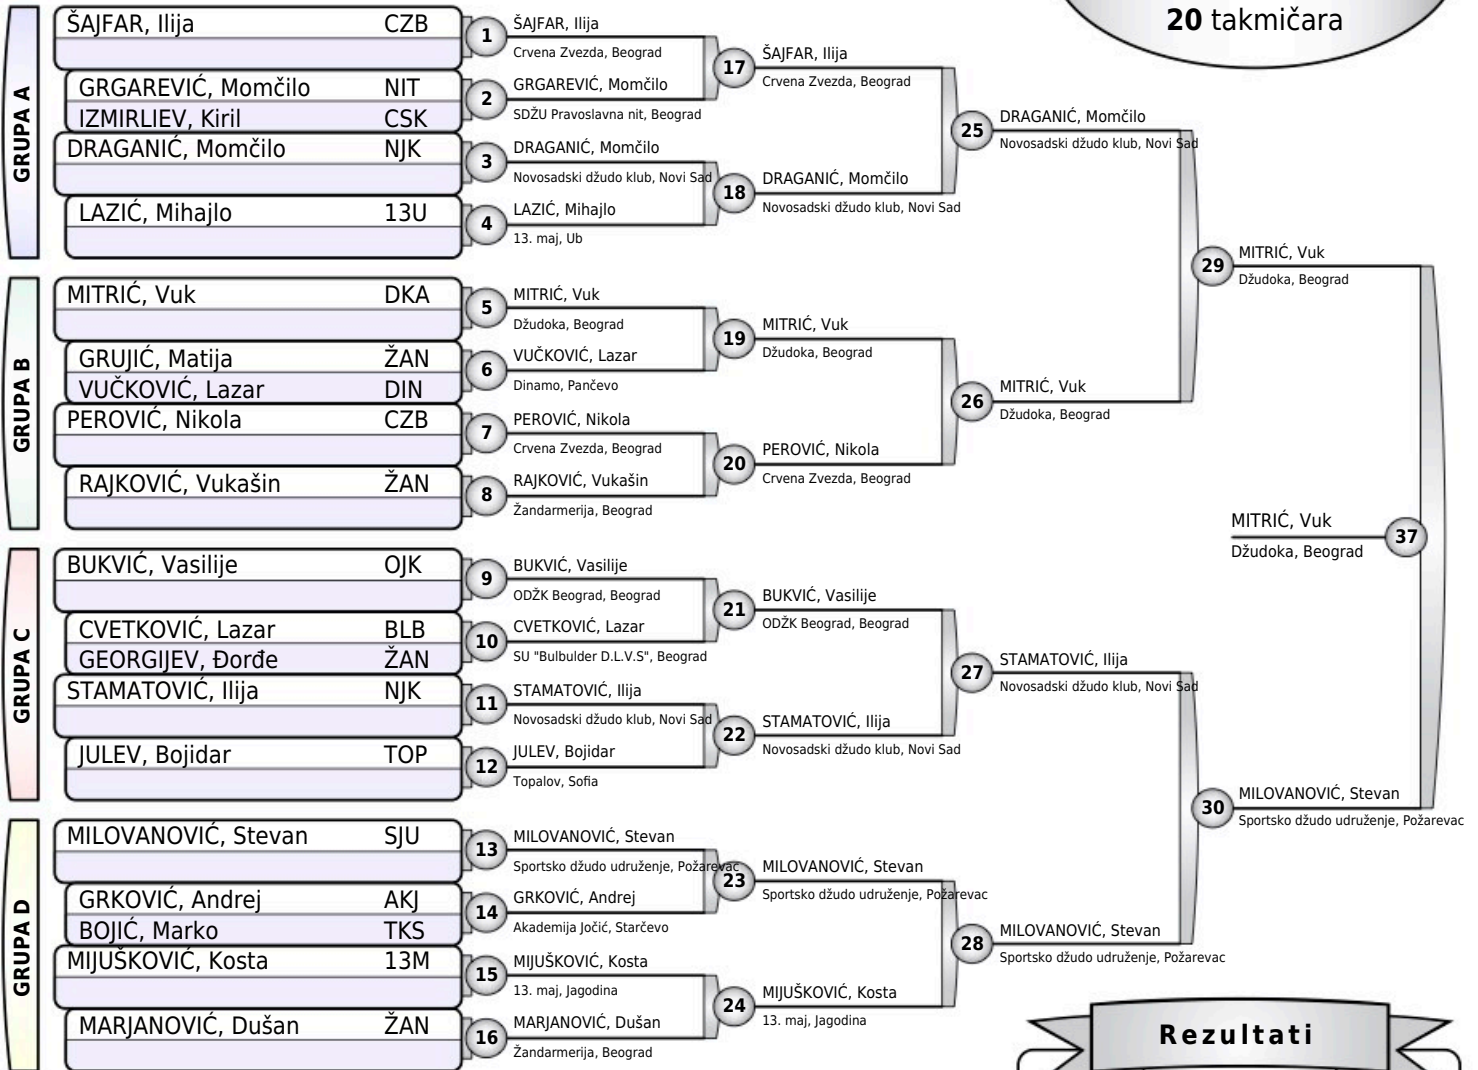 20 takmičara
GRUPA A
ŠAJFAR, Ilija CZB
GRGAREVIĆ, Momčilo NIT
IZMIRLIEV, Kiril CSK
DRAGANIĆ, Momčilo NJK
LAZIĆ, Mihajlo 13U
GRUPA B
MITRIĆ, Vuk DKA
GRUJIĆ, Matija ŽAN
VUČKOVIĆ, Lazar DIN
PEROVIĆ, Nikola CZB
RAJKOVIĆ, Vukašin ŽAN
GRUPA C
BUKVIĆ, Vasilije OJK
CVETKOVIĆ, Lazar BLB
GEORGIJEV, Đorđe ŽAN
STAMATOVIĆ, Ilija NJK
JULEV, Bojidar TOP
GRUPA D
MILOVANOVIĆ, Stevan SJU
GRKOVIĆ, Andrej AKJ
BOJIĆ, Marko TKS
MIJUŠKOVIĆ, Kosta 13M
MARJANOVIĆ, Dušan ŽAN
1
ŠAJFAR, Ilija
Crvena Zvezda, Beograd
2
GRGAREVIĆ, Momčilo
SDŽU Pravoslavna nit, Beograd
3
DRAGANIĆ, Momčilo
Novosadski džudo klub, Novi Sad
4
LAZIĆ, Mihajlo
13. maj, Ub
5
MITRIĆ, Vuk
Džudoka, Beograd
6
VUČKOVIĆ, Lazar
Dinamo, Pančevo
7
PEROVIĆ, Nikola
Crvena Zvezda, Beograd
8
RAJKOVIĆ, Vukašin
Žandarmerija, Beograd
9
BUKVIĆ, Vasilije
ODŽK Beograd, Beograd
10
CVETKOVIĆ, Lazar
SU "Bulbulder D.L.V.S", Beograd
11
STAMATOVIĆ, Ilija
Novosadski džudo klub, Novi Sad
12
JULEV, Bojidar
Topalov, Sofia
13
MILOVANOVIĆ, Stevan
Sportsko džudo udruženje, Požarevac
14
GRKOVIĆ, Andrej
Akademija Jočić, Starčevo
15
MIJUŠKOVIĆ, Kosta
13. maj, Jagodina
16
MARJANOVIĆ, Dušan
Žandarmerija, Beograd
17
ŠAJFAR, Ilija
Crvena Zvezda, Beograd
18
DRAGANIĆ, Momčilo
Novosadski džudo klub, Novi Sad
19
MITRIĆ, Vuk
Džudoka, Beograd
20
PEROVIĆ, Nikola
Crvena Zvezda, Beograd
21
BUKVIĆ, Vasilije
ODŽK Beograd, Beograd
22
STAMATOVIĆ, Ilija
Novosadski džudo klub, Novi Sad
23
MILOVANOVIĆ, Stevan
Sportsko džudo udruženje, Požarevac
24
MIJUŠKOVIĆ, Kosta
13. maj, Jagodina
25
DRAGANIĆ, Momčilo
Novosadski džudo klub, Novi Sad
26
MITRIĆ, Vuk
Džudoka, Beograd
27
STAMATOVIĆ, Ilija
Novosadski džudo klub, Novi Sad
28
MILOVANOVIĆ, Stevan
Sportsko džudo udruženje, Požarevac
29
MITRIĆ, Vuk
Džudoka, Beograd
30
MILOVANOVIĆ, Stevan
Sportsko džudo udruženje, Požarevac
37
MITRIĆ, Vuk
Džudoka, Beograd
Rezultati